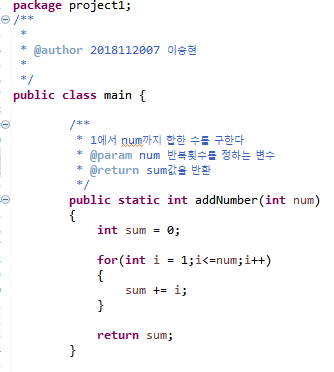 package project1;
/**
 *
 * @author 2018112007 이승현
 *
 */
public class main {
/**
 * 1에서 num까지 합한 수를 구한다
 * @param num 반복횟수를 정하는 변수
 * @return sum값을 반환
 */
public static int addNumber(int num)
{
int sum = 0;
for(int i = 1;i<=num;i++)
{
sum += i;
}
return sum;
}